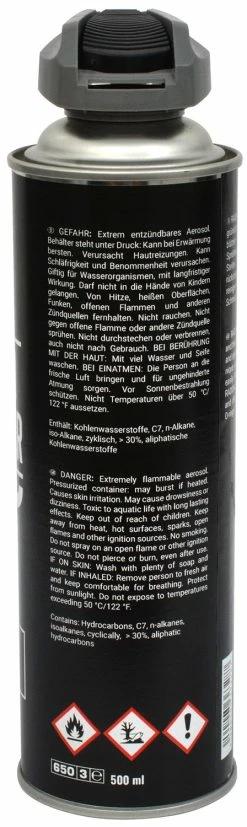 GEFAHR: Extrem entzündbares Aerosol.
Behälter steht unter Druck: Kann bei Erwärmung
bersten. Verursacht Hautreizungen. Kann
Schläfrigkeit und Benommenheit verursachen.
Giftig für Wasserorganismen, mit langfristiger
Wirkung. Darf nicht in die Hände von Kindern
gelangen. Von Hitze, heißen Oberflächen,
Funken, offenen Flammen und anderen
Zündquellen fernhalten. Nicht rauchen. Nicht
gegen offene Flamme oder andere Zündquelle
sprühen. Nicht durchstechen oder verbrennen,
auch nicht nach Gebrauch. BEI BERÜHRUNG
MIT DER HAUT: Mit viel Wasser und Seife
waschen. BEI EINATMEN: Die Person an die
frische Luft bringen und für ungehinderte
Atmung sorgen. Vor Sonnenbestrahlung
schützen. Nicht Temperaturen über 50 °C/
122 °F aussetzen.
Enthält: Kohlenwasserstoffe, C7, n-Alkane,
iso-Alkane, zyklisch, > 30%, aliphatische
Kohlenwasserstoffe
DANGER: Extremely flammable aerosol.
Pressurized container: may burst if heated.
Causes skin irritation. May cause drowsiness or
dizziness. Toxic to aquatic life with long lasting
effects. Keep out of reach of children. Keep
away from heat, hot surfaces, sparks, open
flames and other ignition sources. No smoking.
Do not spray on an open flame or other ignition
source. Do not pierce or burn, even after use.
IF ON SKIN: Wash with plenty of soap and
water. IF INHALED: Remove person to fresh air
and keep comfortable for breathing. Protect
from sunlight. Do not expose to temperatures
exceeding 50 °C/122 °F.
Contains: Hydrocarbons, C7, n-alkanes,
isoalkanes, cyclically, > 30%, aliphatic
hydrocarbons
650 3 e
500 ml